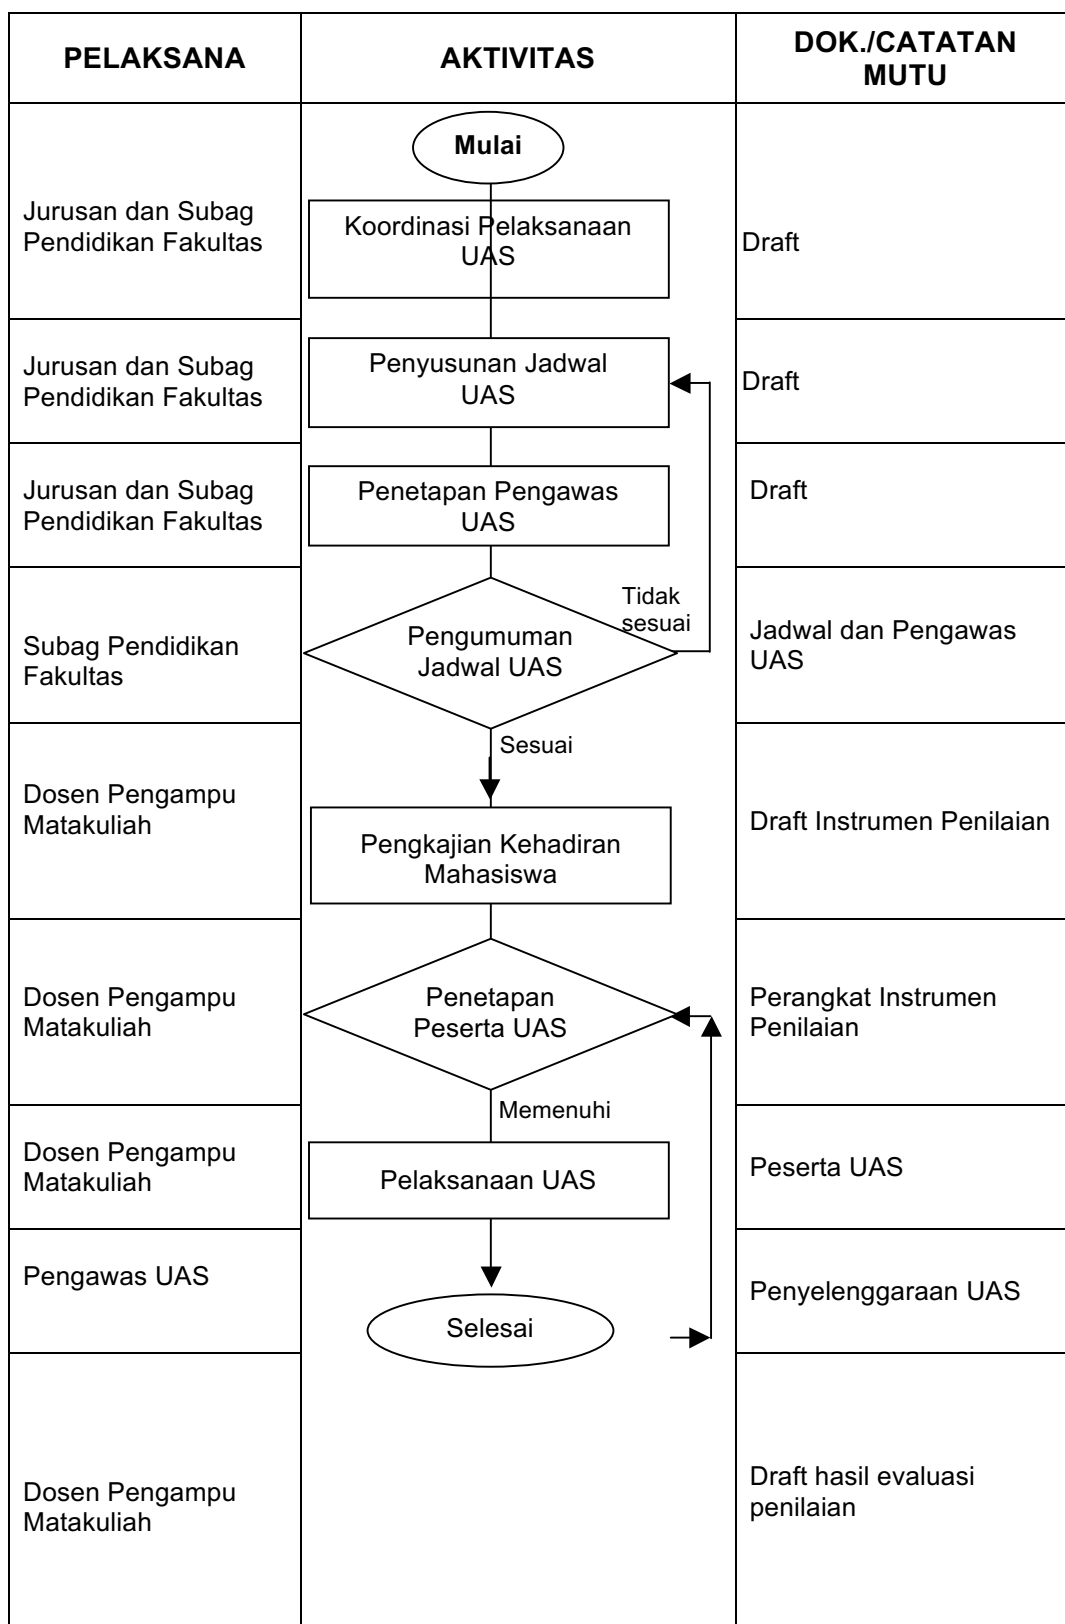 PELAKSANA
AKTIVITAS
DOK./CATATAN
MUTU
Mulai
Jurusan dan Subag
Pendidikan Fakultas
Koordinasi Pelaksanaan
UAS
Draft
Jurusan dan Subag
Pendidikan Fakultas
Penyusunan Jadwal
UAS
Draft
Jurusan dan Subag
Pendidikan Fakultas
Penetapan Pengawas
UAS
Draft
Subag Pendidikan
Fakultas
Pengumuman
Jadwal UAS
Tidak
sesuai
Jadwal dan Pengawas
UAS
Sesuai
Dosen Pengampu
Matakuliah
Pengkajian Kehadiran
Mahasiswa
Draft Instrumen Penilaian
Dosen Pengampu
Matakuliah
Penetapan
Peserta UAS
Perangkat Instrumen
Penilaian
Memenuhi
Dosen Pengampu
Matakuliah
Pelaksanaan UAS
Peserta UAS
Pengawas UAS
Selesai
Penyelenggaraan UAS
Dosen Pengampu
Matakuliah
Draft hasil evaluasi
penilaian